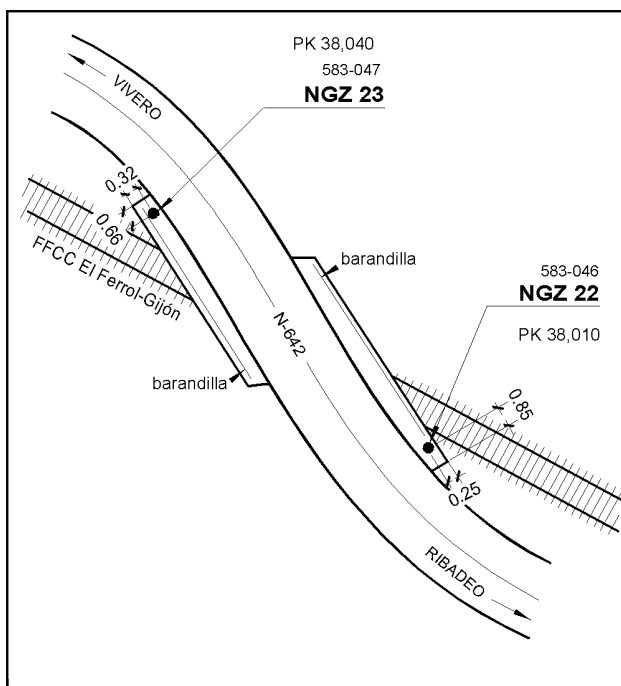 PK 38,040
583-047
NGZ 23
VIVERO
0.32
0.66
FFCC El Ferrol-Gijón
barandilla
583-046
NGZ 22
PK 38,010
N-642
barandilla
0.85
0.25
RIBADEO